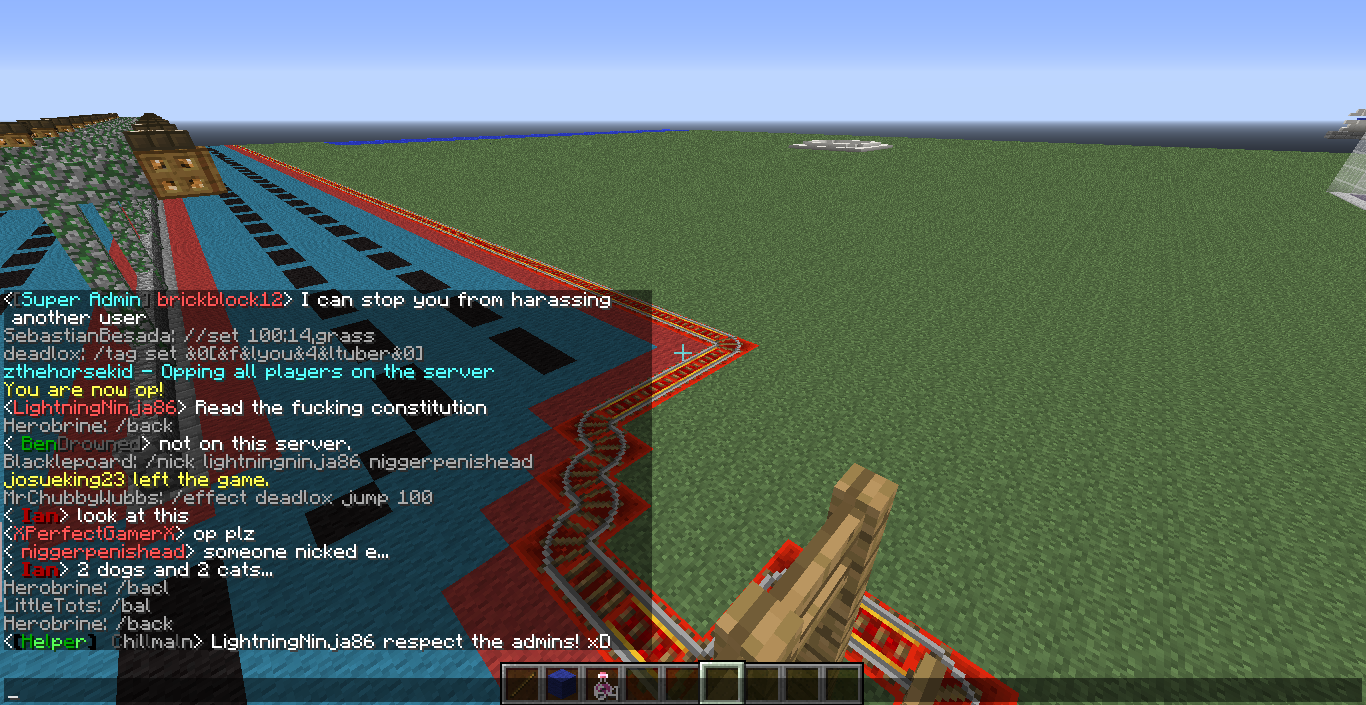 <[Super Admin] brickblock12> I can stop you from harassing
another user
SebastianBesada: //set 100:14,grass
deadlox: /tag set &0[&f&lyou&4&ltuber&0]
zthehorsekid - Opping all players on the server
You are now op!
<LightningNinja86> Read the fucking constitution
Herobrine: /back
< BenDrowned> not on this server.
Blacklepoard: /nick lightningninja86 niggerpenishead
josueking23 left the game.
MrChubbyWubbs: /effect deadlox jump 100
< Ian> look at this
<XPerfectGamerX> op plz
< niggerpenishead> someone nicked e...
< Ian> 2 dogs and 2 cats...
Herobrine: /bacl
LittleTots: /bal
Herobrine: /back
<[Helper] Chillmaln> LightningNinja86 respect the admins! xD
_